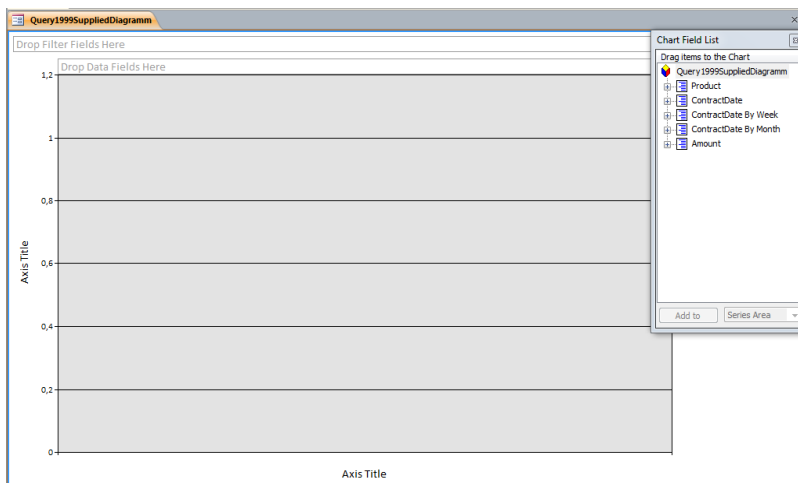 Query1999SuppliedDiagramm
Drop Filter Fields Here
Drop Data Fields Here
1,2
1
0,8
0,6
0,4
0,2
0
Axis Title
Axis Title
Chart Field List
Drag items to the Chart
Query1999SuppliedDiagramm
Product
ContractDate
ContractDate By Week
ContractDate By Month
Amount
Add to
Series Area